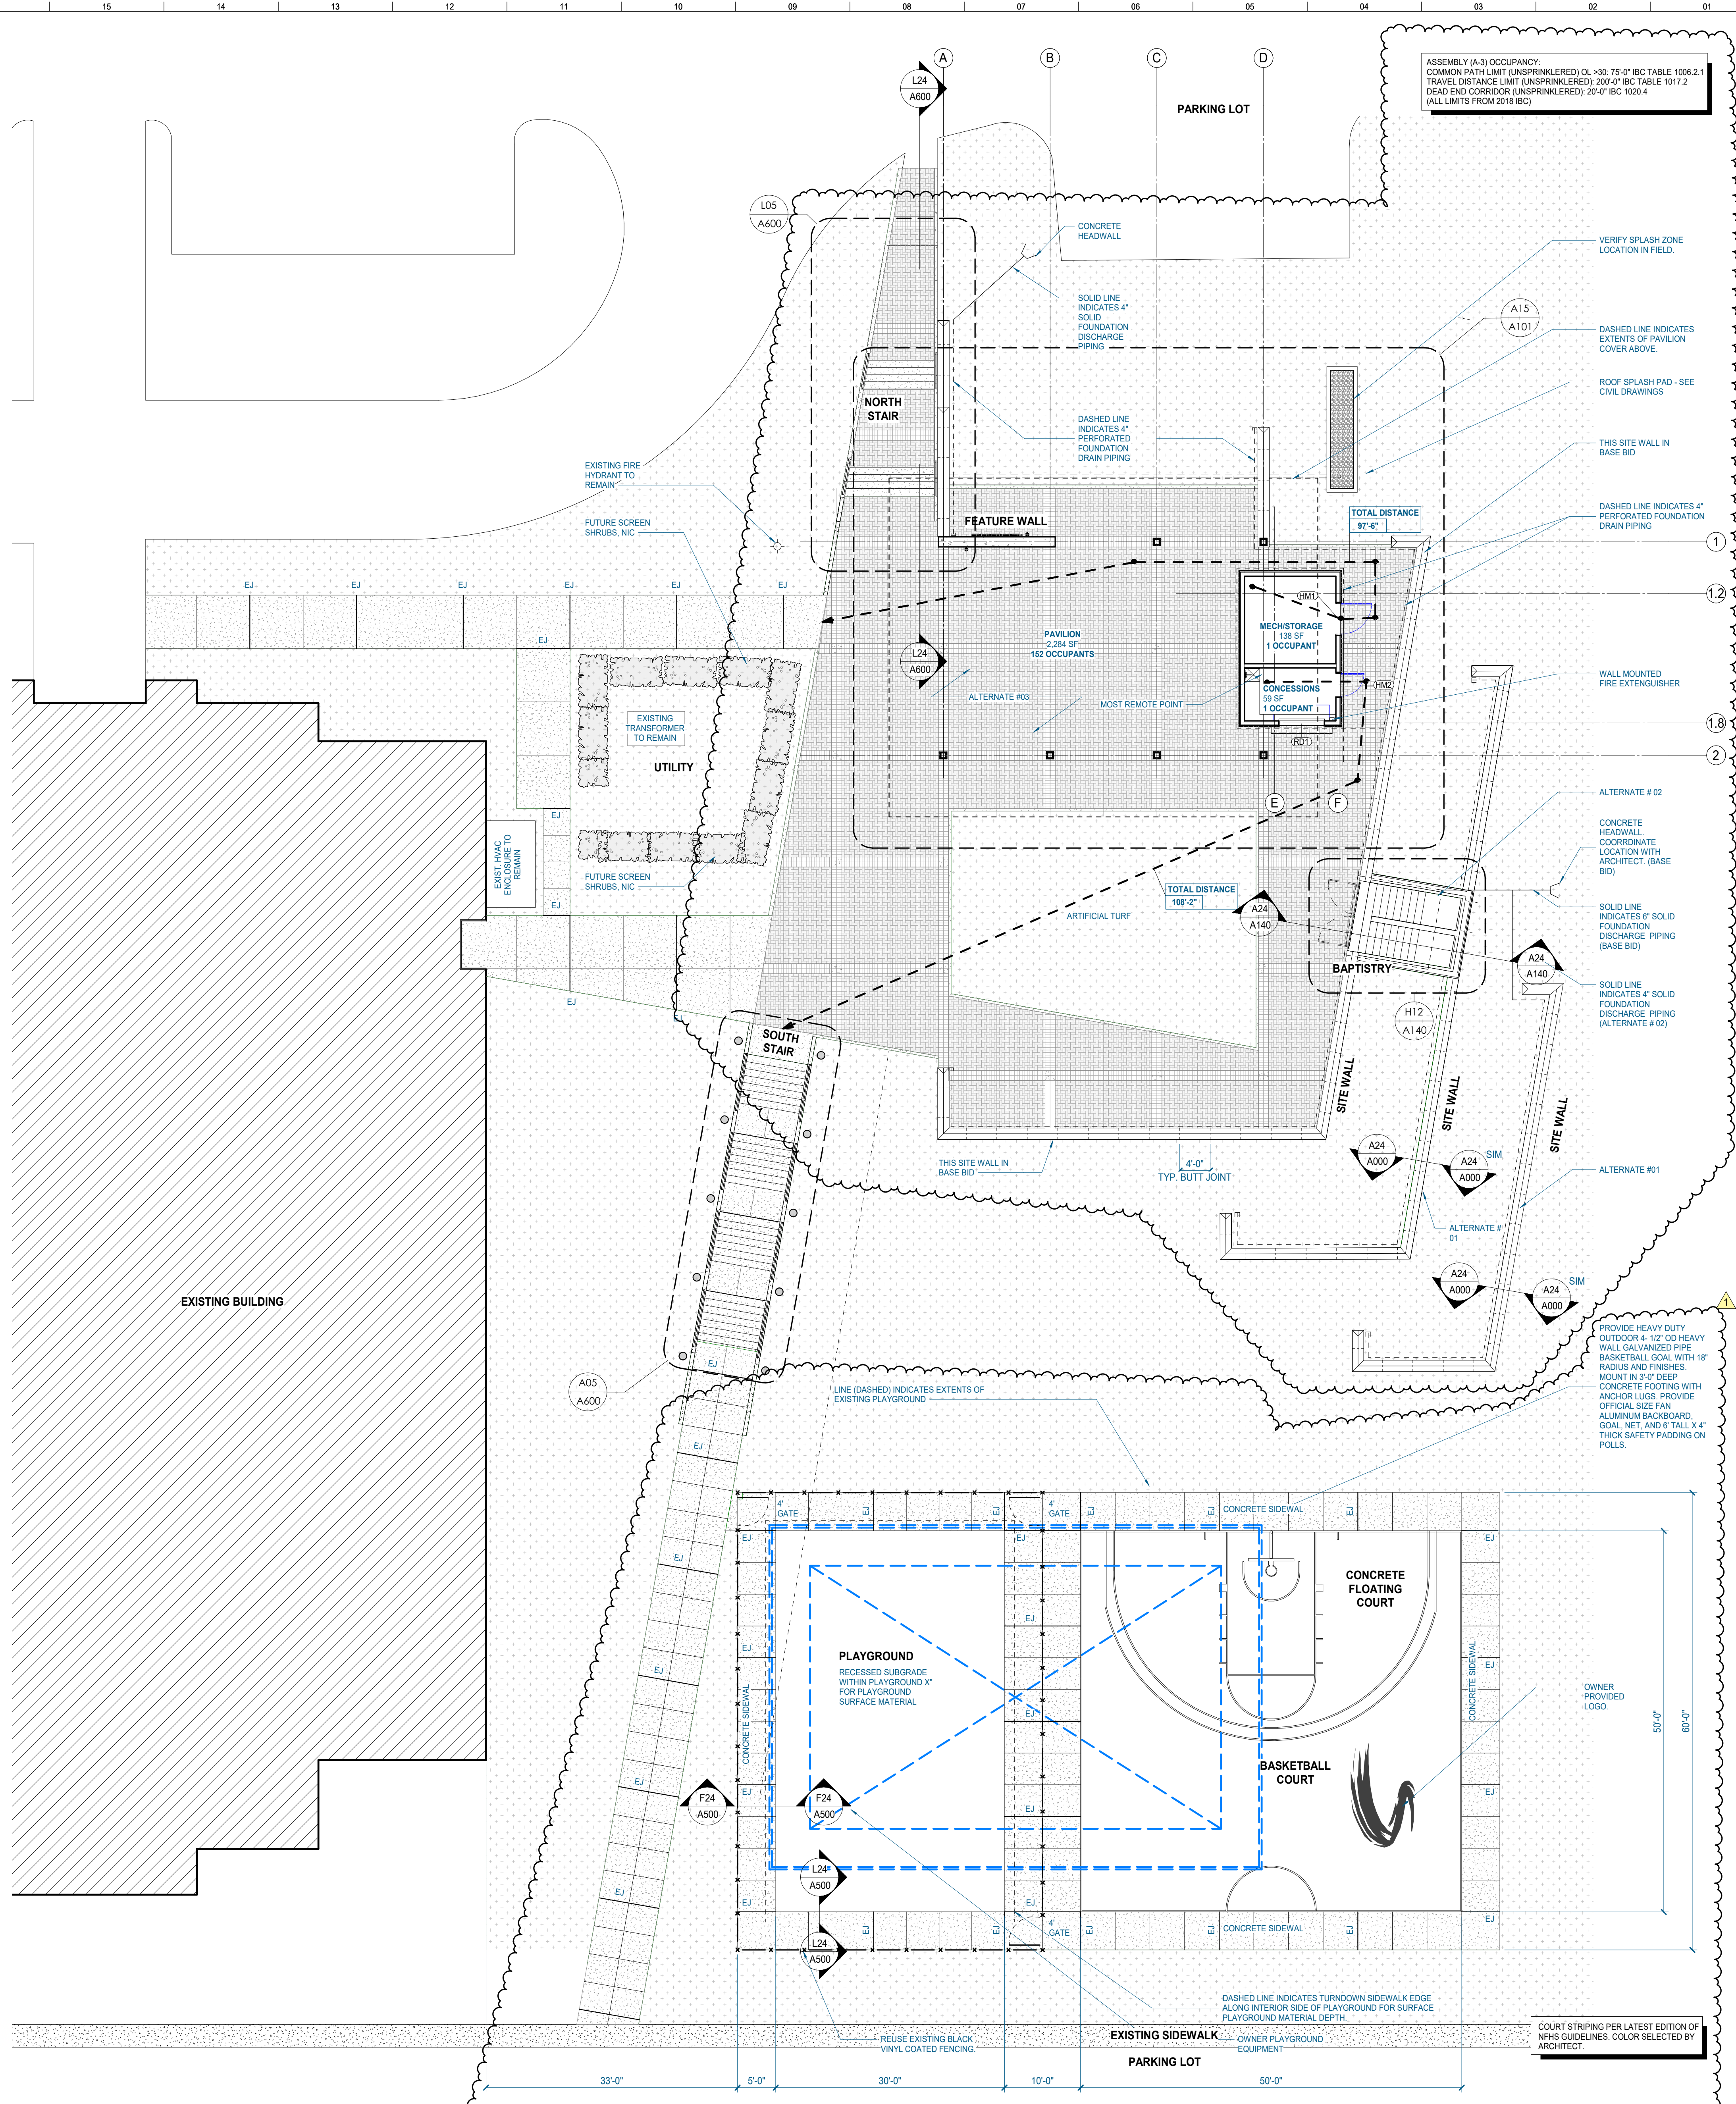 15
14
13
12
11
10
09
08
07
06
05
04
03
02
01
ASSEMBLY (A-3) OCCUPANCY:
COMMON PATH LIMIT (UNSPRINKLERED) OL >30: 75'-0" IBC TABLE 1006.2.1
TRAVEL DISTANCE LIMIT (UNSPRINKLERED): 200'-0" IBC TABLE 1017.2
DEAD END CORRIDOR (UNSPRINKLERED): 20'-0" IBC 1020.4
(ALL LIMITS FROM 2018 IBC)
A
B
C
D
L24
A600
PARKING LOT
L05
A600
CONCRETE
HEADWALL
VERIFY SPLASH ZONE
LOCATION IN FIELD.
SOLID LINE
INDICATES 4"
SOLID
FOUNDATION
DISCHARGE
PIPING
A15
A101
DASHED LINE INDICATES
EXTENTS OF PAVILION
COVER ABOVE.
ROOF SPLASH PAD - SEE
CIVIL DRAWINGS
NORTH
STAIR
DASHED LINE
INDICATES 4"
PERFORATED
FOUNDATION
DRAIN PIPING
THIS SITE WALL IN
BASE BID
EXISTING FIRE
HYDRANT TO
REMAIN
FUTURE SCREEN
SHRUBS, NIC
FEATURE WALL
TOTAL DISTANCE
97'-6"
DASHED LINE INDICATES 4"
PERFORATED FOUNDATION
DRAIN PIPING
1
1.2
1.8
2
EJ
EJ
EJ
EJ
EJ
EJ
EJ
HM1
MECH/STORAGE
138 SF
1 OCCUPANT
PAVILION
2,284 SF
152 OCCUPANTS
L24
A600
ALTERNATE #03
MOST REMOTE POINT
CONCESSIONS
59 SF
1 OCCUPANT
HM2
RD1
WALL MOUNTED
FIRE EXTENGUISHER
EXISTING
TRANSFORMER
TO REMAIN
UTILITY
E
F
ALTERNATE # 02
EJ
EXIST. HVAC
ENCLOSURE TO
REMAIN
CONCRETE
HEADWALL.
COORDNATE
LOCATION WITH
ARCHITECT. (BASE
BID)
FUTURE SCREEN
SHRUBS, NIC
EJ
TOTAL DISTANCE
108'-2"
ARTIFICIAL TURF
A24
A140
SOLID LINE
INDICATES 6" SOLID
FOUNDATION
DISCHARGE PIPING
(BASE BID)
BAPTISTRY
A24
A140
SOLID LINE
INDICATES 4" SOLID
FOUNDATION
DISCHARGE PIPING
(ALTERNATE # 02)
EJ
EJ
H12
A140
SOUTH
STAIR
SITE WALL
SITE WALL
SITE WALL
THIS SITE WALL IN
BASE BID
4'-0"
TYP. BUTT JOINT
A24
A000
A24
A000
SIM
ALTERNATE #01
ALTERNATE #
01
A24
A000
A24
A000
SIM
EXISTING BUILDING
1
PROVIDE HEAVY DUTY
OUTDOOR 4- 1/2" OD HEAVY
WALL GALVANIZED PIPE
BASKETBALL GOAL WITH 18"
RADIUS AND FINISHES.
MOUNT IN 3'-0" DEEP
CONCRETE FOOTING WITH
ANCHOR LUGS. PROVIDE
OFFICIAL SIZE FAN
ALUMINUM BACKBOARD,
GOAL, NET, AND 6' TALL X 4"
THICK SAFETY PADDING ON
POLLS.
EJ
A05
A600
LINE (DASHED) INDICATES EXTENTS OF
EXISTING PLAYGROUND
EJ
4'
GATE
EJ
EJ
4'
GATE
EJ
EJ
CONCRETE SIDEWAL
EJ
EJ
EJ
EJ
EJ
CONCRETE
FLOATING
COURT
EJ
EJ
PLAYGROUND
RECESSED SUBGRADE
WITHIN PLAYGROUND X"
FOR PLAYGROUND
SURFACE MATERIAL
EJ
EJ
CONCRETE SIDEWAL
EJ
CONCRETE SIDEWAL
EJ
OWNER
PROVIDED
LOGO.
50'-0"
60'-0"
BASKETBALL
COURT
EJ
EJ
EJ
EJ
F24
A500
F24
A500
EJ
L24
A500
EJ
EJ
EJ
EJ
EJ
EJ
4'
GATE
EJ
EJ
CONCRETE SIDEWAL
EJ
EJ
L24
A500
DASHED LINE INDICATES TURNDOWN SIDEWALK EDGE
ALONG INTERIOR SIDE OF PLAYGROUND FOR SURFACE
PLAYGROUND MATERIAL DEPTH.
REUSE EXISTING BLACK
VINYL COATED FENCING.
EXISTING SIDEWALK
OWNER PLAYGROUND
EQUIPMENT
COURT STRIPING PER LATEST EDITION OF
NFHS GUIDELINES. COLOR SELECTED BY
ARCHITECT.
PARKING LOT
33'-0"
5'-0"
30'-0"
10'-0"
50'-0"